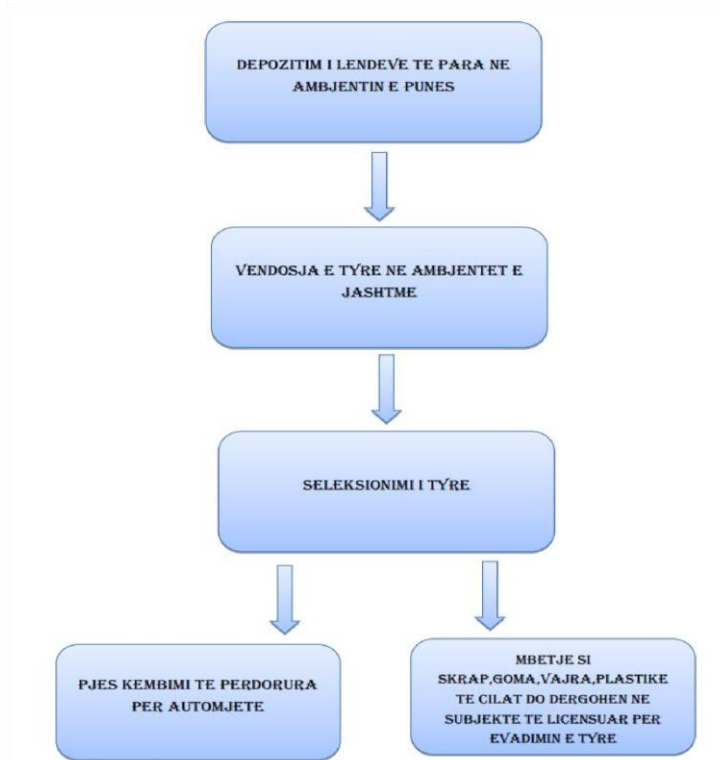 DEPOZITIM I LENDEVE TE PARA NE
AMBJENTIN E PUNES
VENDOSJA E TYRE NE AMBJENTET E
JASHTME
SELEKSIONIMI I TYRE
PJES KEMBIMI TE PERDORURA
PER AUTOMJETE
MBETJE SI
SKRAP,GOMA,VAJRA,PLASTIKE
TE CILAT DO DERGOHEN NE
SUBJEKTE TE LICENSUAR PER
EVADIMIN E TYRE